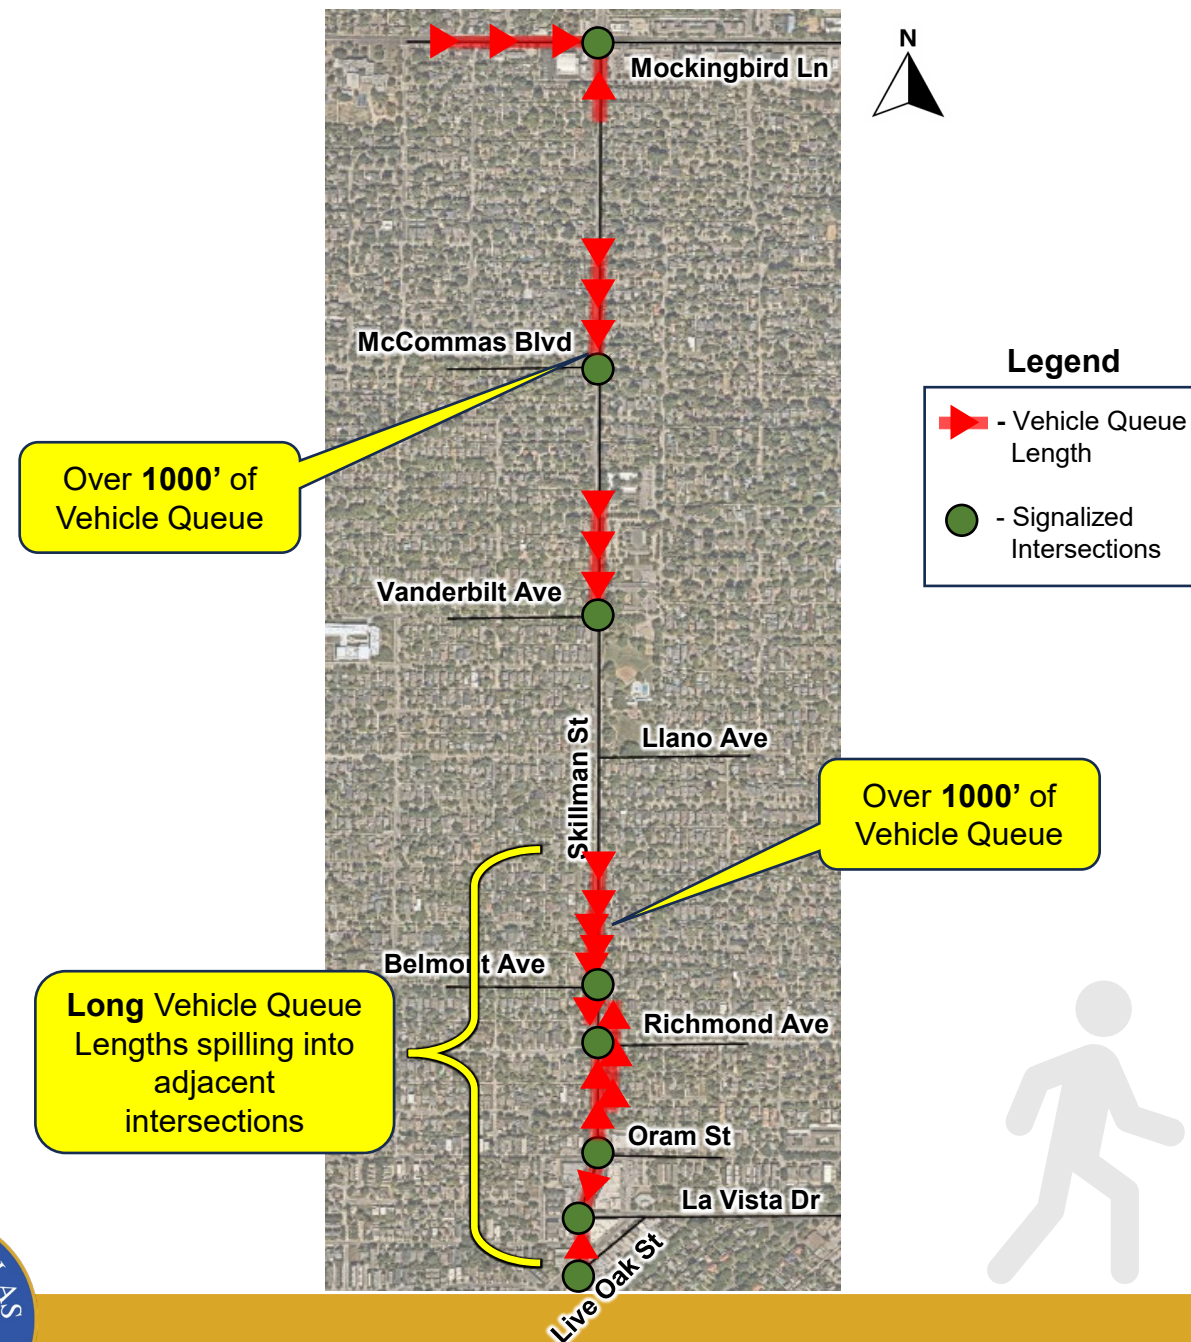 N
Mockingbird Ln
McCommas Blvd
Over 1000’ of
Vehicle Queue
Legend
- Vehicle Queue
Length
- Signalized
Intersections
Vanderbilt Ave
Skillman St
Llano Ave
Over 1000’ of
Vehicle Queue
Belmont Ave
Long Vehicle Queue
Lengths spilling into
adjacent
intersections
Richmond Ave
Oram St
La Vista Dr
Live Oak St